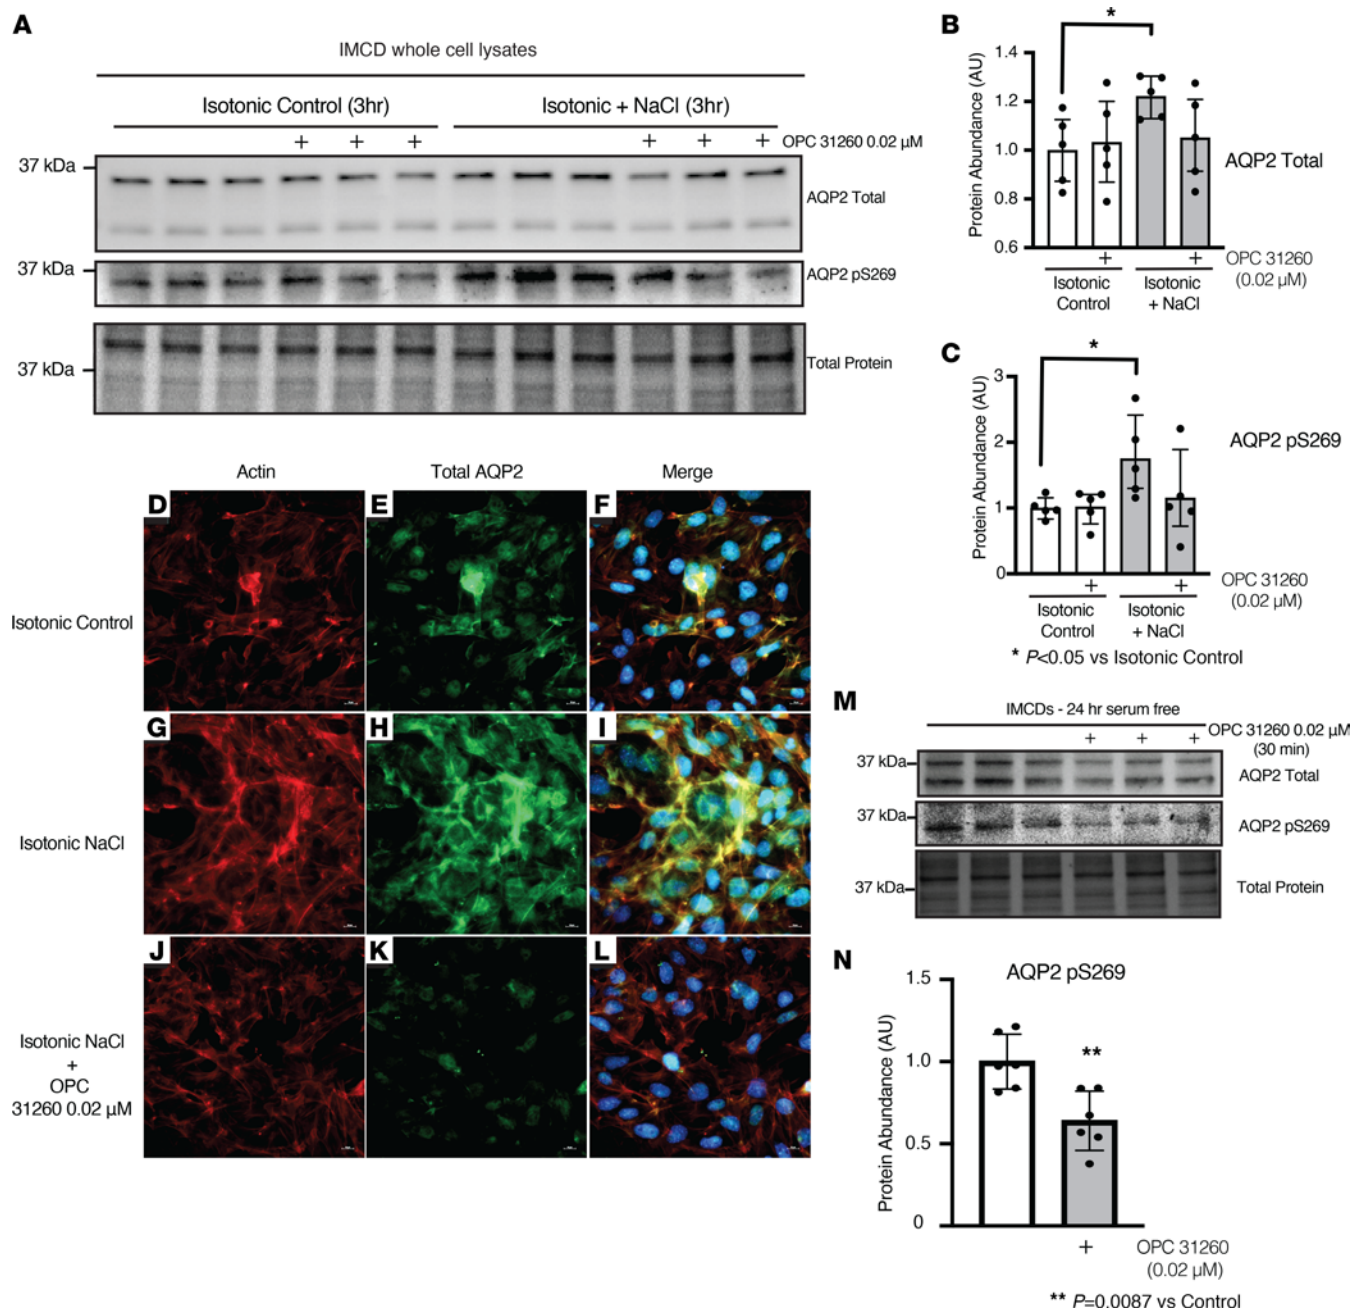 A
IMCD whole cell lysates
Isotonic Control (3hr)
Isotonic + NaCl (3hr)
+ + + + + + OPC 31260 0.02 µM
37 kDa
AQP2 Total
37 kDa
AQP2 pS269
37 kDa
Total Protein
B
*
Protein Abundance (AU)
1.4
1.2
1.0
0.8
0.6
AQP2 Total
+ + OPC 31260
(0.02 µM)
Isotonic
Control
Isotonic
+ NaCl
C
*
Protein Abundance (AU)
3
2
1
0
AQP2 pS269
+ + OPC 31260
(0.02 µM)
Isotonic
Control
Isotonic
+ NaCl
* P<0.05 vs Isotonic Control
Actin
Total AQP2
Merge
D
E
F
Isotonic Control
G
H
I
Isotonic NaCl
J
K
L
Isotonic NaCl
+
OPC
31260 0.02 µM
M
IMCDs - 24 hr serum free
+ + + OPC 31260 0.02 µM
(30 min)
37 kDa
AQP2 Total
37 kDa
AQP2 pS269
37 kDa
Total Protein
N
AQP2 pS269
Protein Abundance (AU)
1.5
1.0
0.5
0
**
+ OPC 31260
(0.02 µM)
** P=0.0087 vs Control